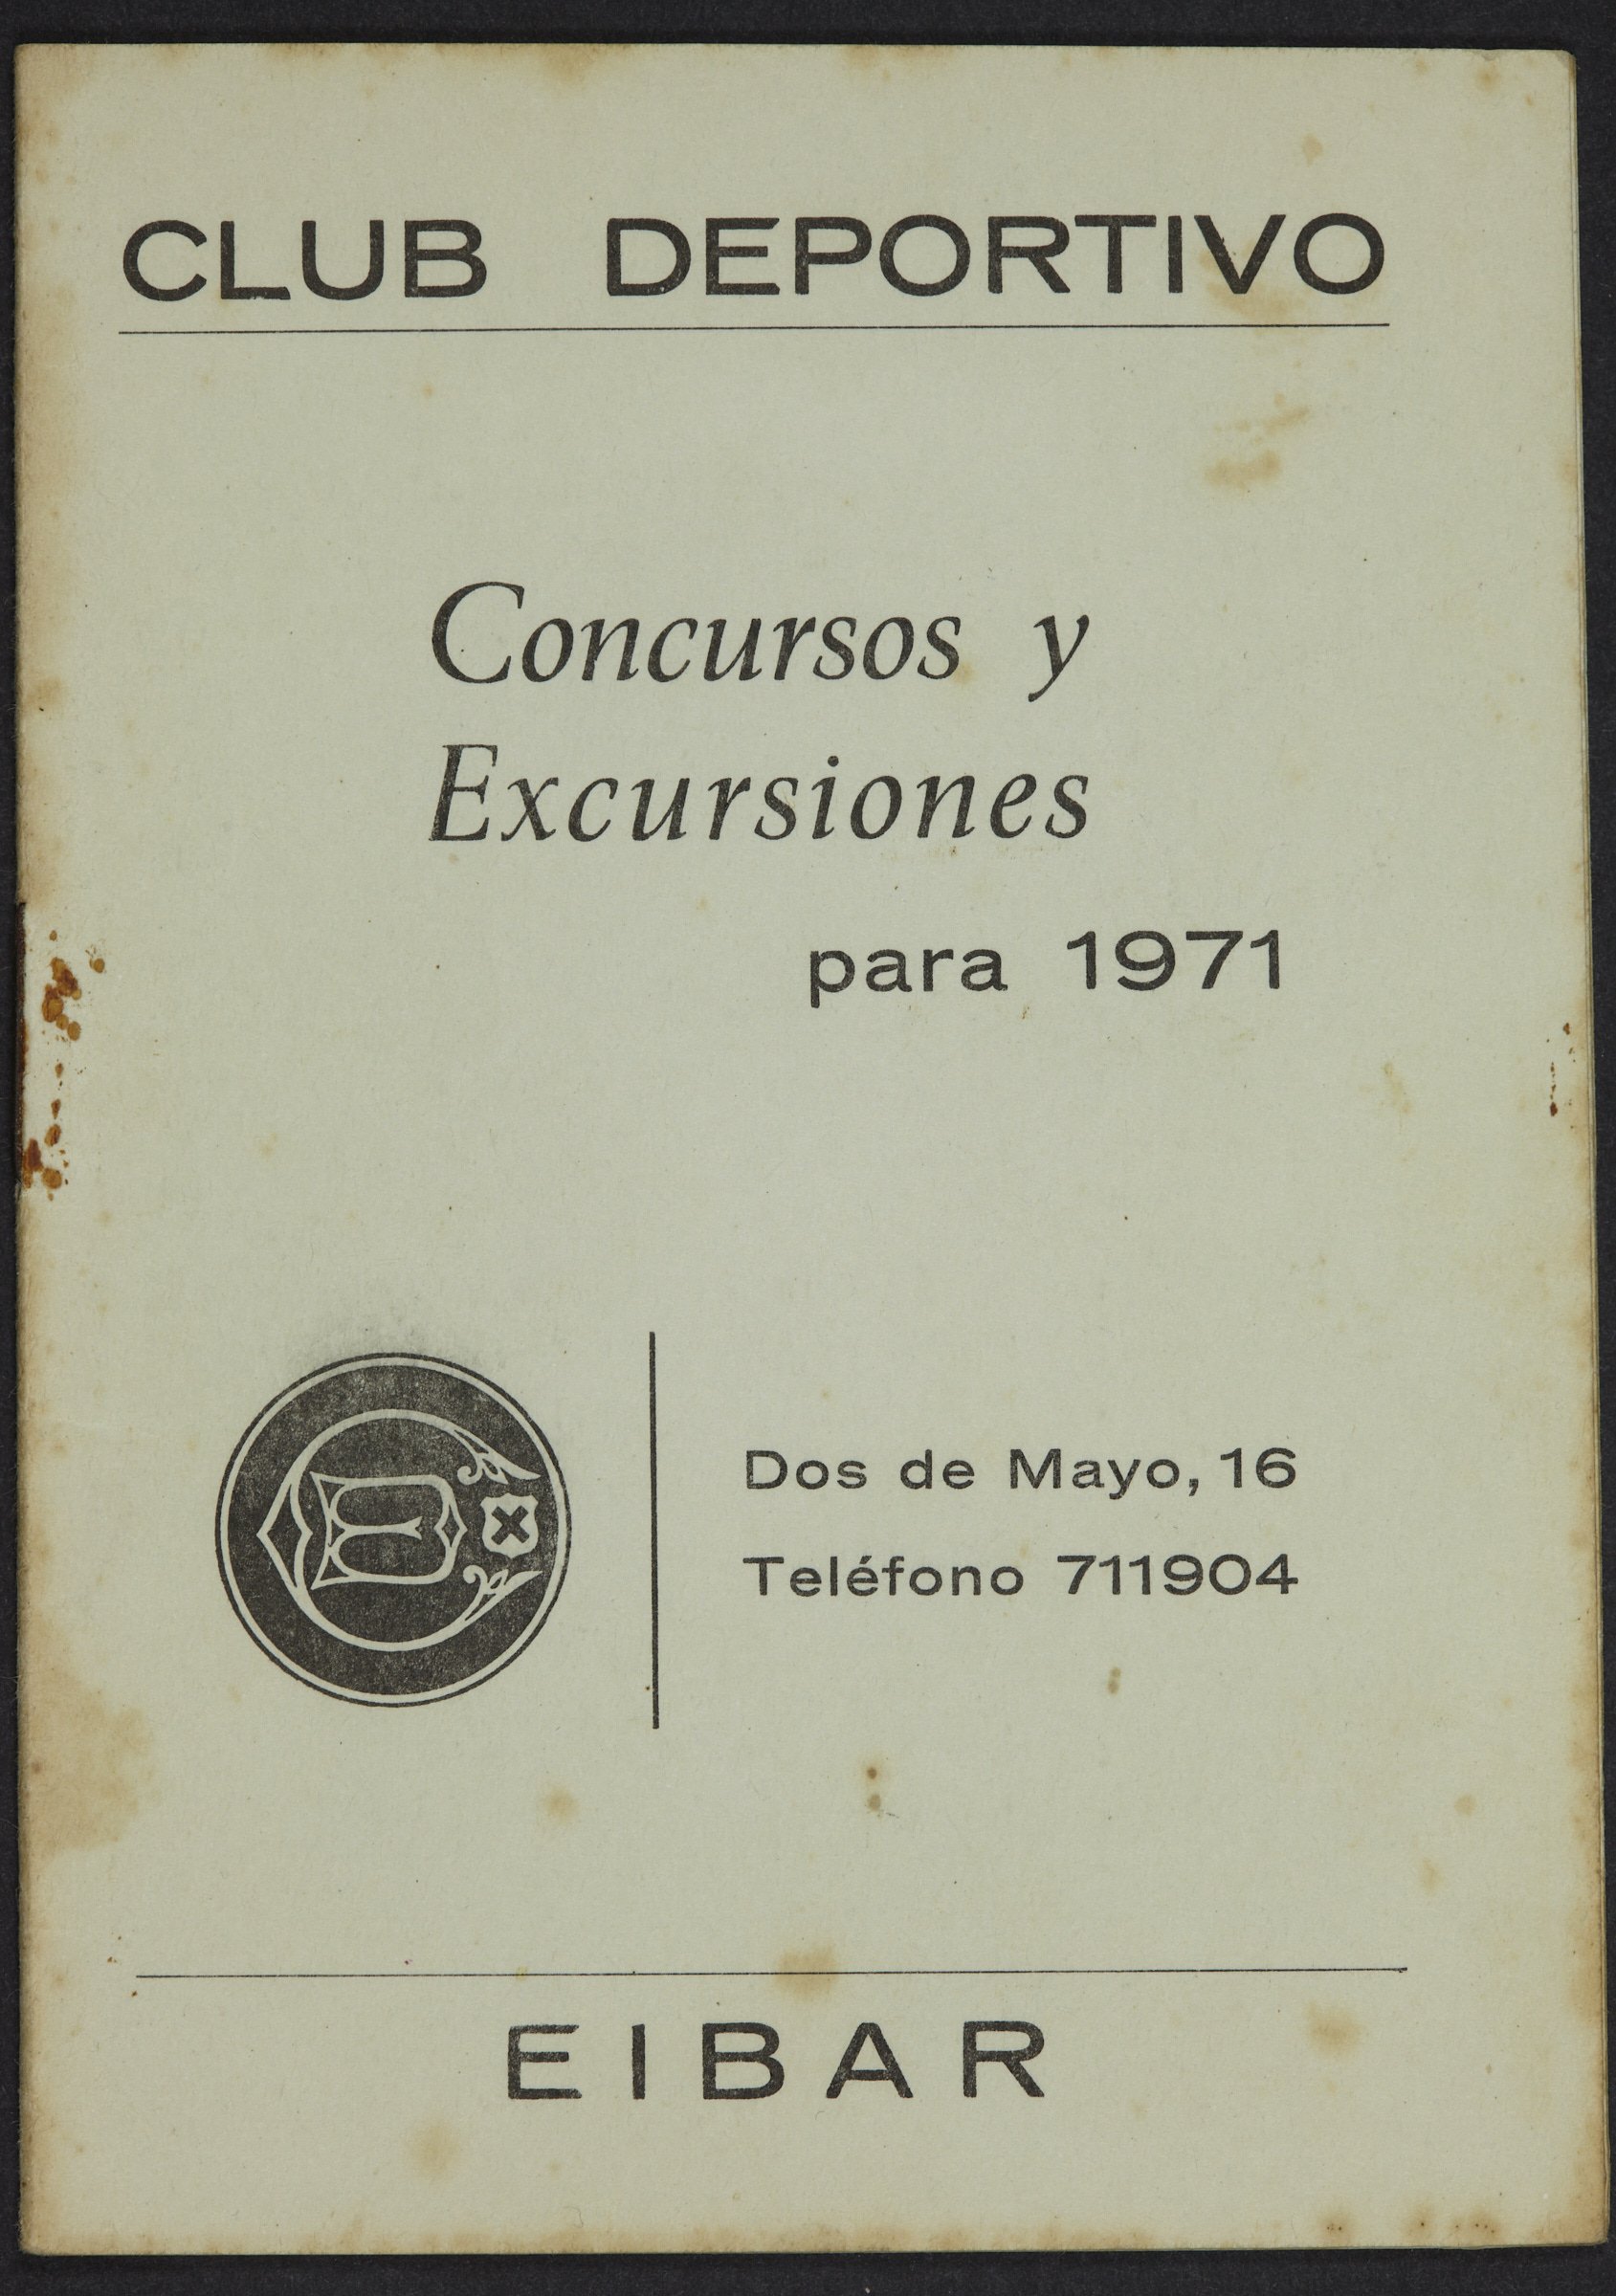 CLUB DEPORTIVO
Concursos y
Excursiones
para 1971
Dos de Mayo, 16
Teléfono 711904
EIBAR